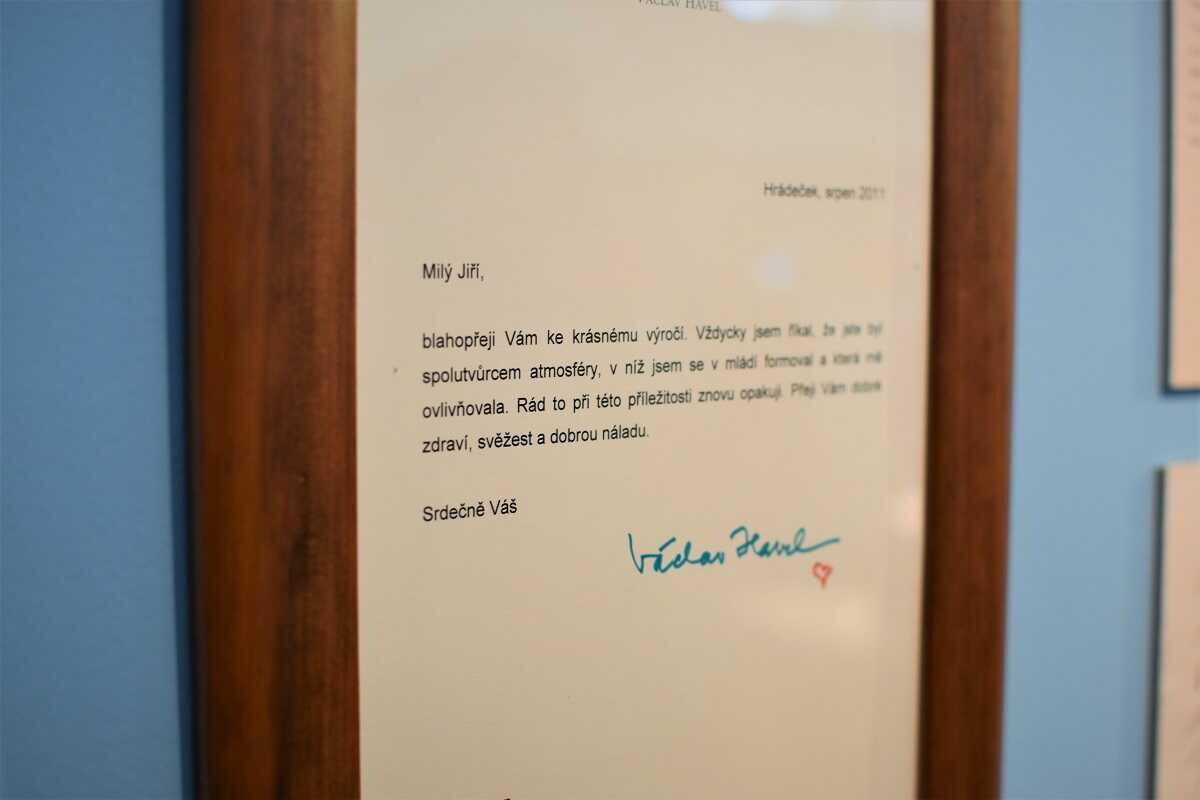 VÁCLAV HAVEL
Hrádeček, srpen 2011
Milý Jiří,
blahopřeji Vám ke krásnému výročí. Vždycky jsem říkal, že jste byl
spolutvůrcem atmosféry, v níž jsem se v mládí formoval a která mě
ovlivňovala. Rád to při této příležitosti znovu opakuji. Přeji Vám dobré
zdraví, svěžest a dobrou náladu.
Srdečně Váš
Václav Havel